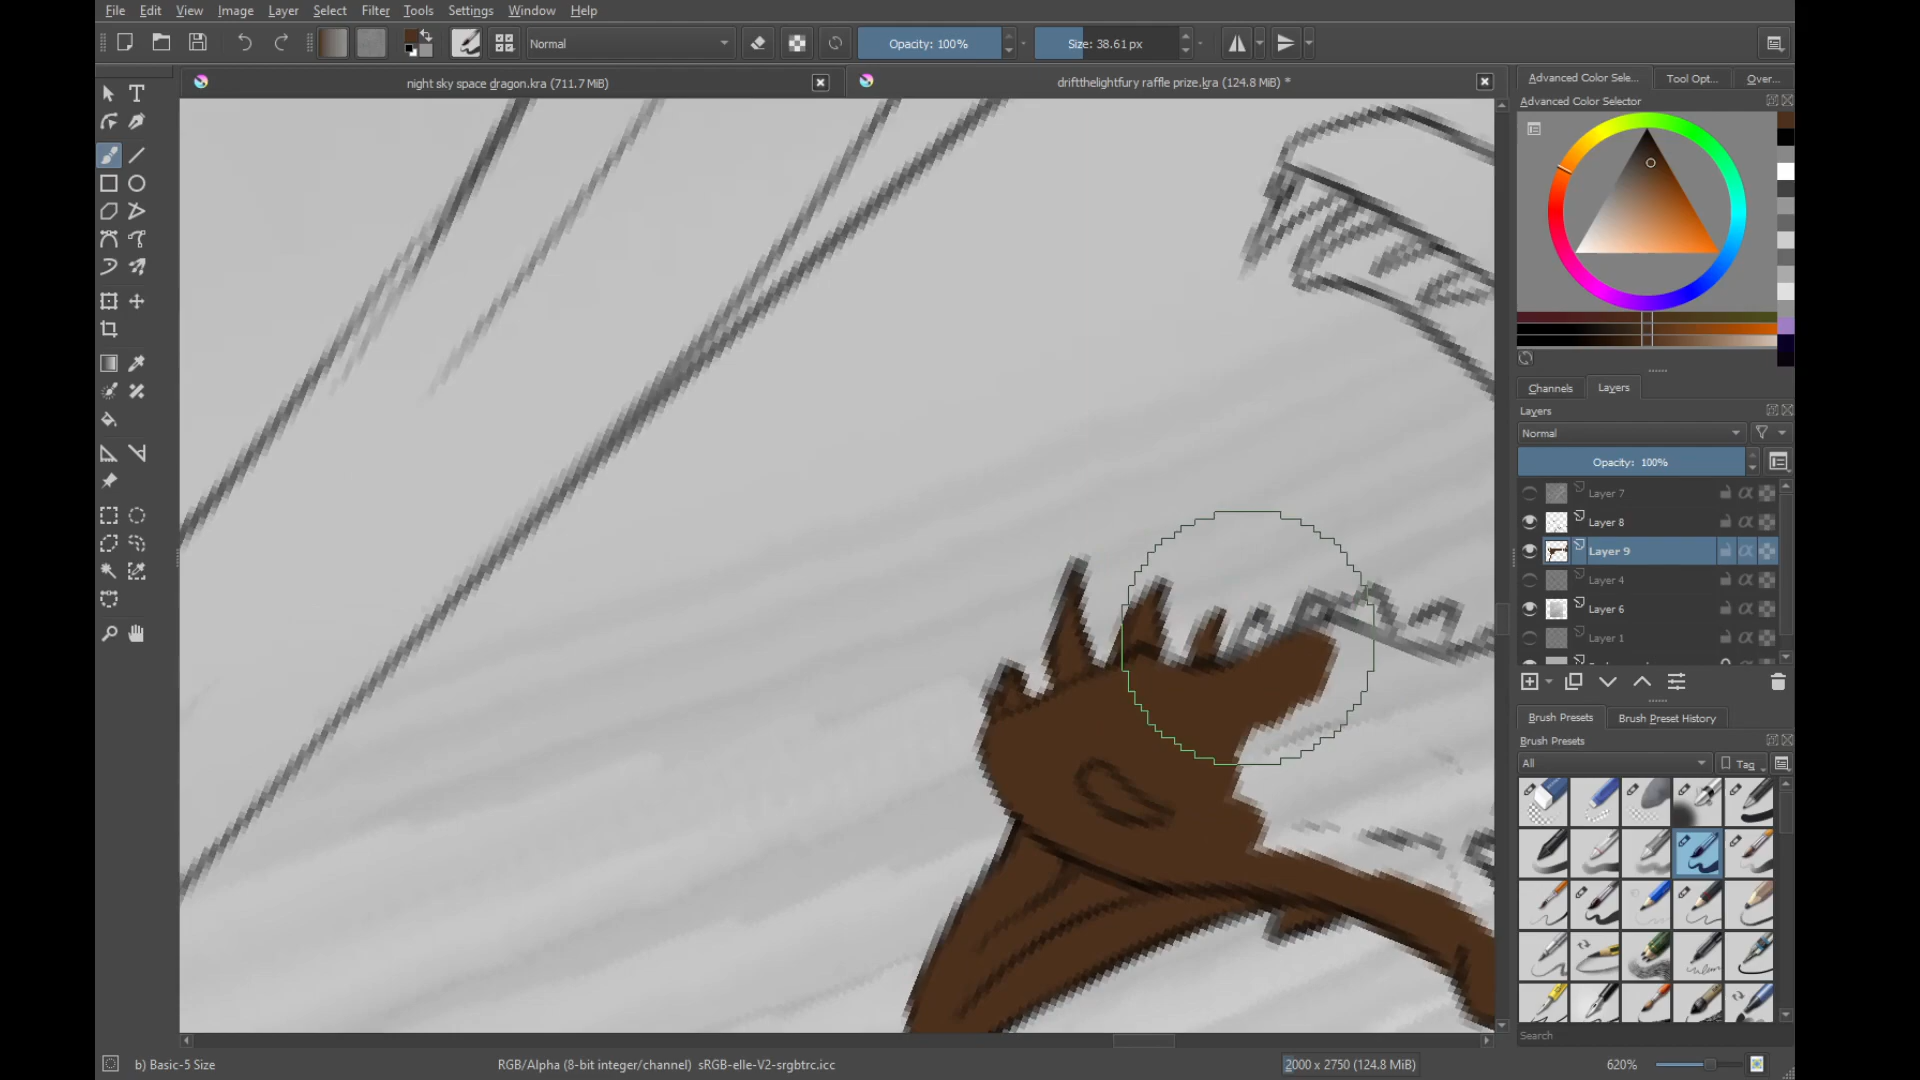 File Edit View Image Layer Select Filter Tools Settings Window Help
Normal Opacity: 100% Size: 38.61 px
night sky space dragon.kra (711.7 MiB) driftthelightfury raffle prize.kra (124.8 MiB) *
Advanced Color Sele... Tool Opt... Over...
Advanced Color Selector
Channels Layers
Layers
Normal
Opacity: 100%
Layer 7
Layer 8
Layer 9
Layer 4
Layer 6
Layer 1
Brush Presets Brush Preset History
Brush Presets
All Tag
Search
b) Basic-5 Size RGB/Alpha (8-bit integer/channel) sRGB-elle-V2-srgbtrc.icc 2000 x 2750 (124.8 MiB) 620%